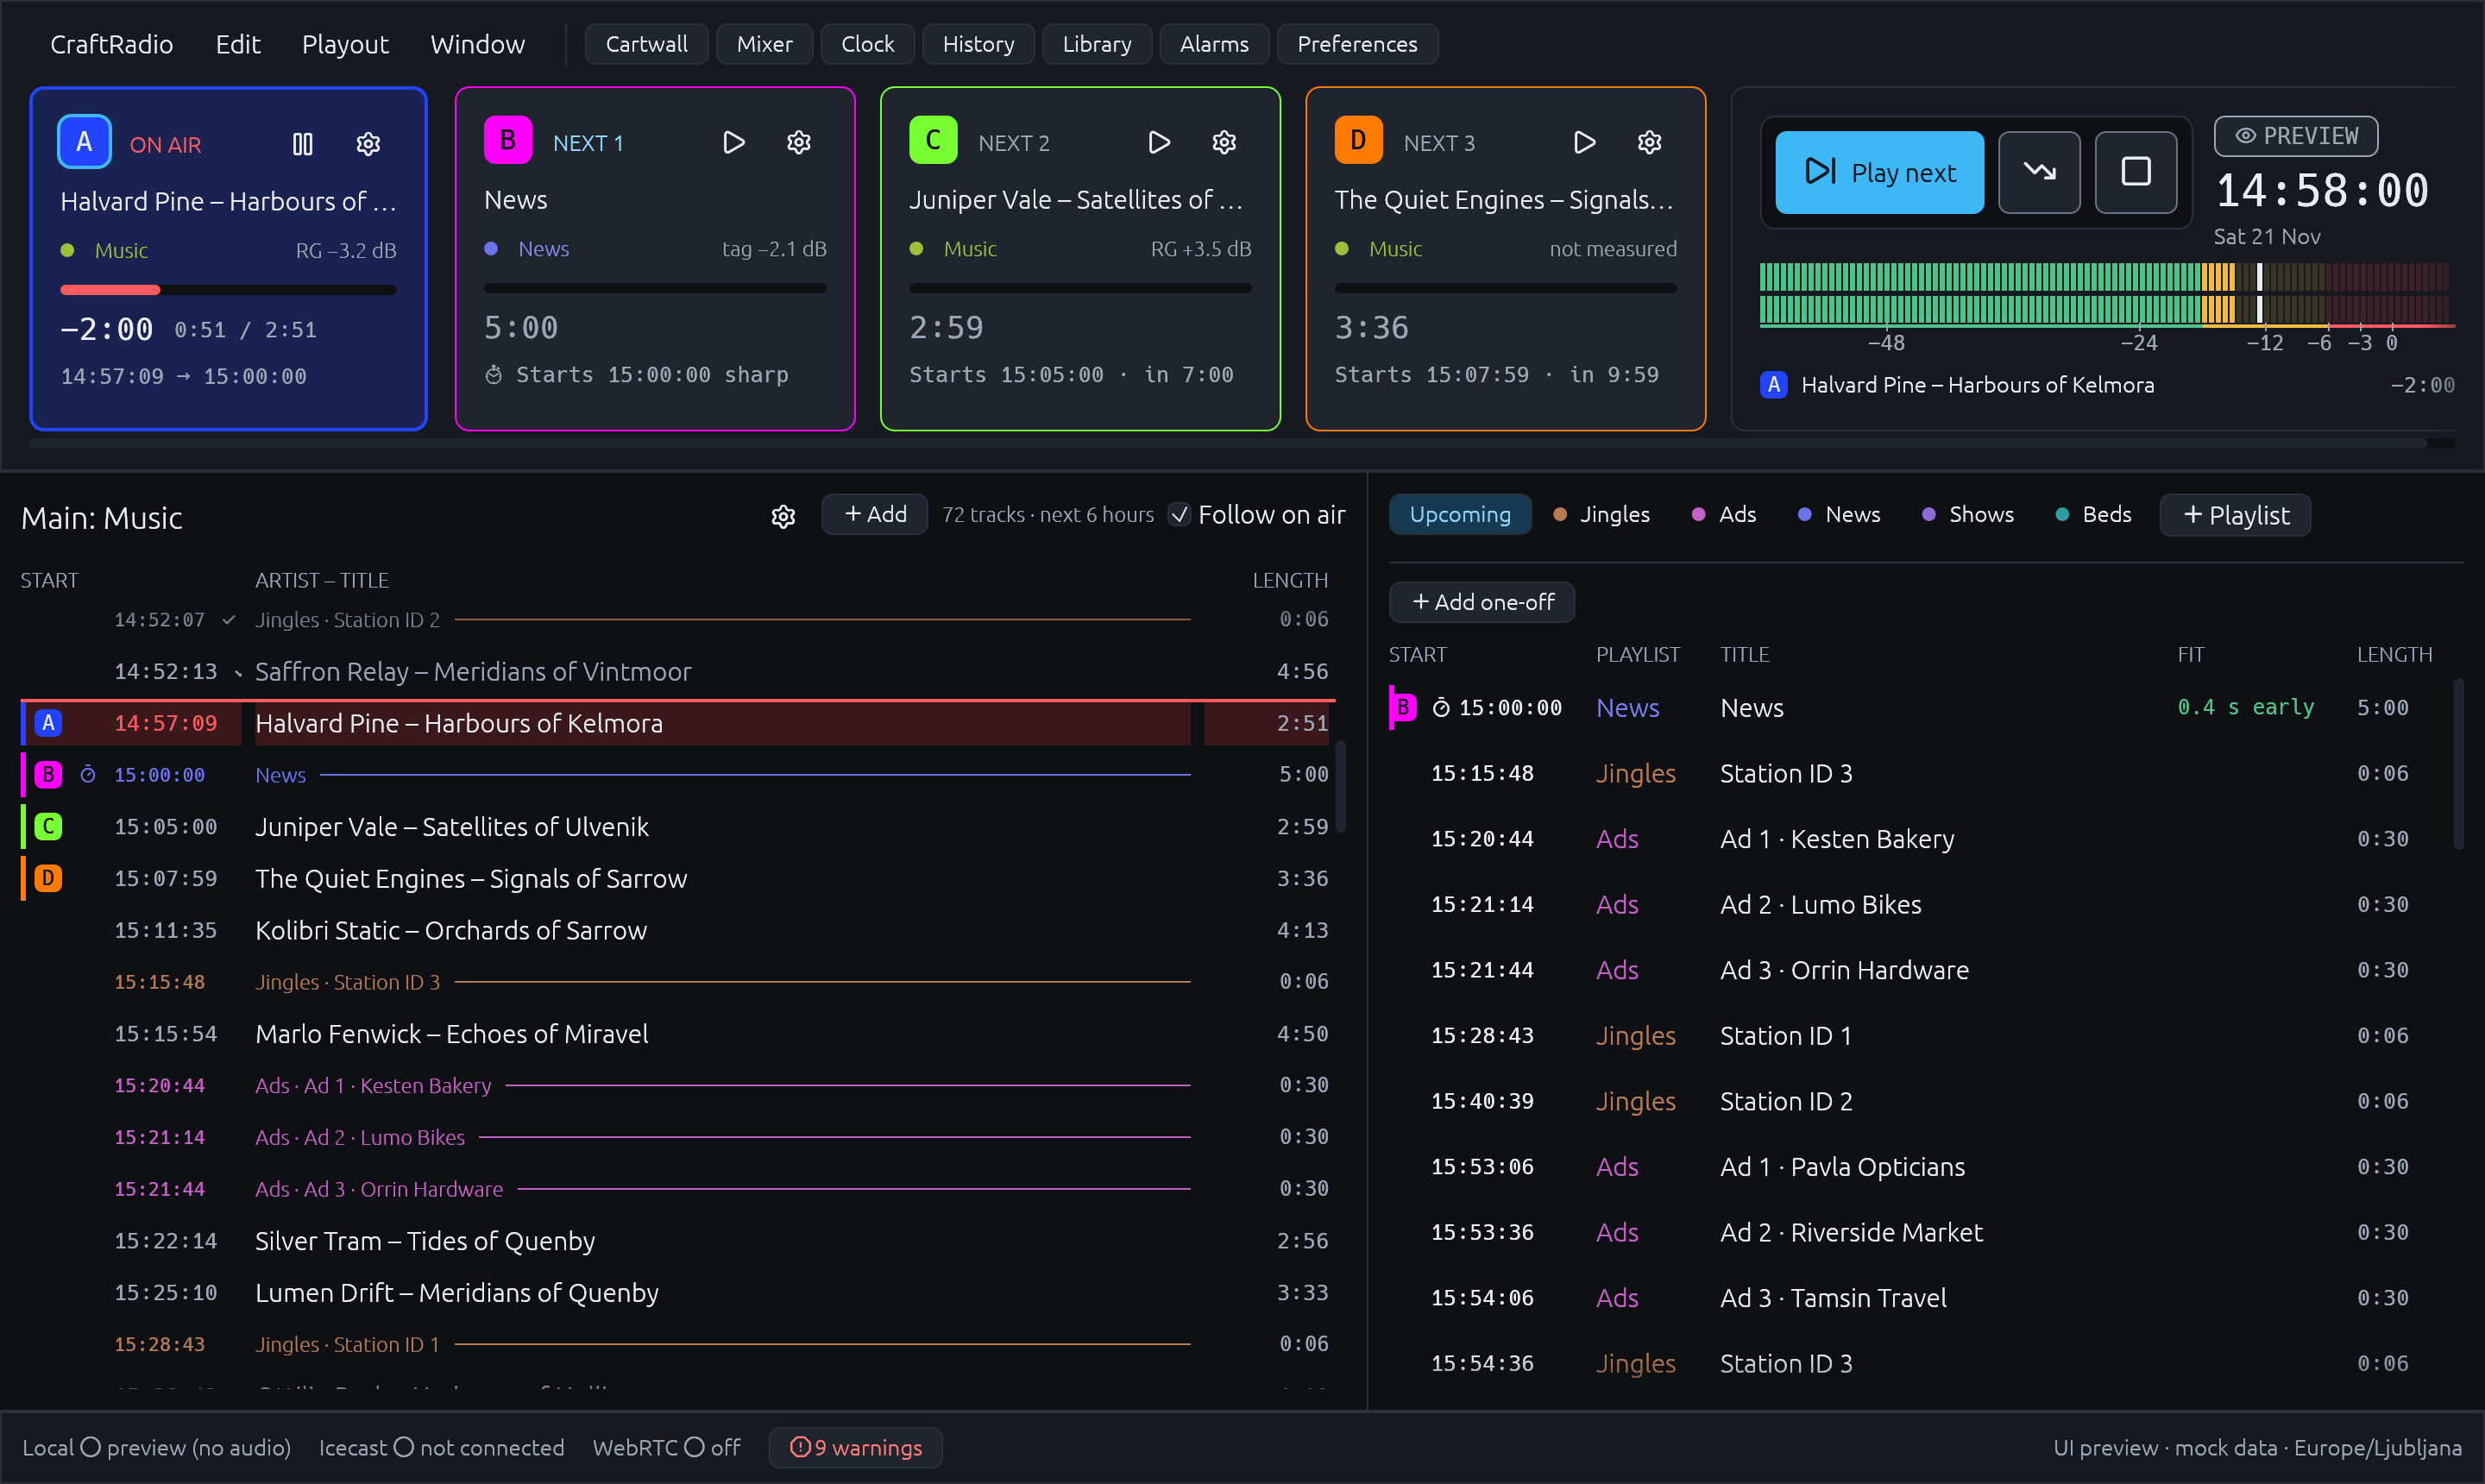 CraftRadio Edit Playout Window Cartwall Mixer Clock History Library Alarms Preferences
A ON AIR
Halvard Pine – Harbours of …
Music RG −3.2 dB
−2:00 0:51 / 2:51
14:57:09 → 15:00:00
B NEXT 1
News
News tag −2.1 dB
5:00
Starts 15:00:00 sharp
C NEXT 2
Juniper Vale – Satellites of …
Music RG +3.5 dB
2:59
Starts 15:05:00 · in 7:00
D NEXT 3
The Quiet Engines – Signals…
Music not measured
3:36
Starts 15:07:59 · in 9:59
Play next
PREVIEW
14:58:00
Sat 21 Nov
−48 −24 −12 −6 −3 0
A Halvard Pine – Harbours of Kelmora −2:00
Main: Music + Add 72 tracks · next 6 hours Follow on air
START ARTIST – TITLE LENGTH
14:52:07 Jingles · Station ID 2 0:06
14:52:13 Saffron Relay – Meridians of Vintmoor 4:56
A 14:57:09 Halvard Pine – Harbours of Kelmora 2:51
B 15:00:00 News 5:00
C 15:05:00 Juniper Vale – Satellites of Ulvenik 2:59
D 15:07:59 The Quiet Engines – Signals of Sarrow 3:36
15:11:35 Kolibri Static – Orchards of Sarrow 4:13
15:15:48 Jingles · Station ID 3 0:06
15:15:54 Marlo Fenwick – Echoes of Miravel 4:50
15:20:44 Ads · Ad 1 · Kesten Bakery 0:30
15:21:14 Ads · Ad 2 · Lumo Bikes 0:30
15:21:44 Ads · Ad 3 · Orrin Hardware 0:30
15:22:14 Silver Tram – Tides of Quenby 2:56
15:25:10 Lumen Drift – Meridians of Quenby 3:33
15:28:43 Jingles · Station ID 1 0:06
Upcoming Jingles Ads News Shows Beds + Playlist
+ Add one-off
START PLAYLIST TITLE FIT LENGTH
B 15:00:00 News News 0.4 s early 5:00
15:15:48 Jingles Station ID 3 0:06
15:20:44 Ads Ad 1 · Kesten Bakery 0:30
15:21:14 Ads Ad 2 · Lumo Bikes 0:30
15:21:44 Ads Ad 3 · Orrin Hardware 0:30
15:28:43 Jingles Station ID 1 0:06
15:40:39 Jingles Station ID 2 0:06
15:53:06 Ads Ad 1 · Pavla Opticians 0:30
15:53:36 Ads Ad 2 · Riverside Market 0:30
15:54:06 Ads Ad 3 · Tamsin Travel 0:30
15:54:36 Jingles Station ID 3 0:06
Local preview (no audio) Icecast not connected WebRTC off 9 warnings UI preview · mock data · Europe/Ljubljana